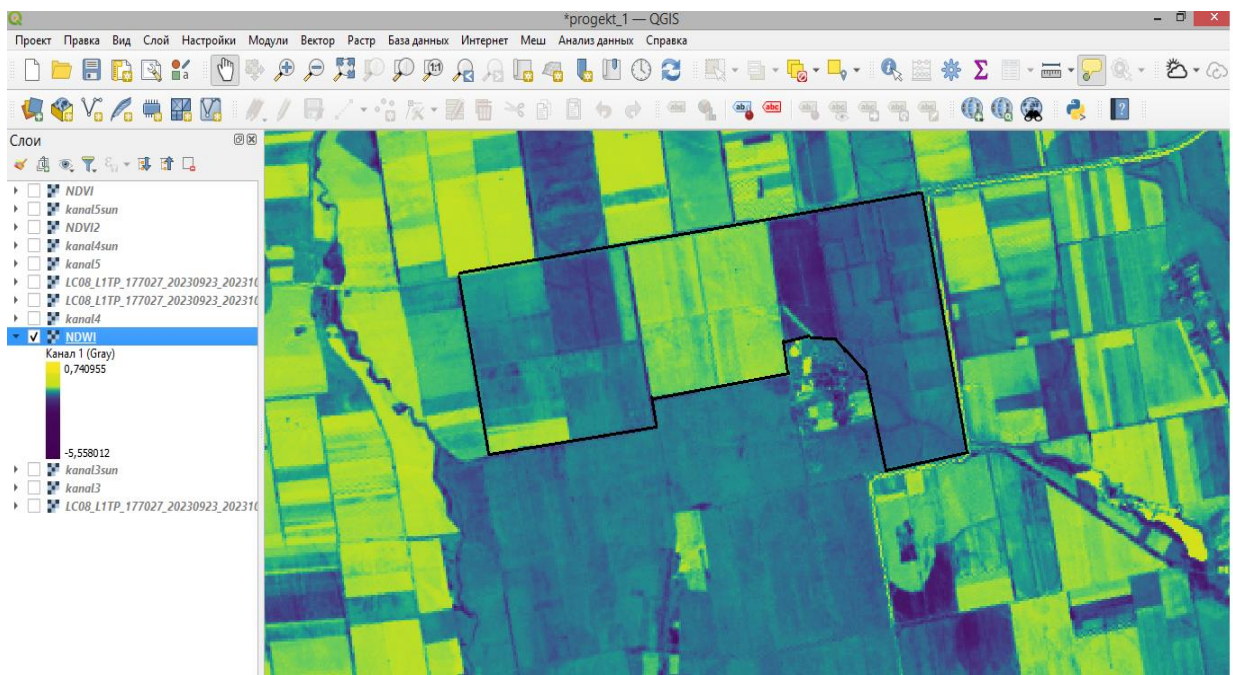 *progekt_1 — QGIS
Проект Правка Вид Слой Настройки Модули Вектор Растр База данных Интернет Меш Анализ данных Справка
Слои
NDVI
kanal5sun
NDVI2
kanal4sun
kanal5
LC08_L1TP_177027_20230923_202310
LC08_L1TP_177027_20230923_202310
kanal4
NDWI
Канал 1 (Gray)
0,740955
-5,558012
kanal3sun
kanal3
LC08_L1TP_177027_20230923_202310